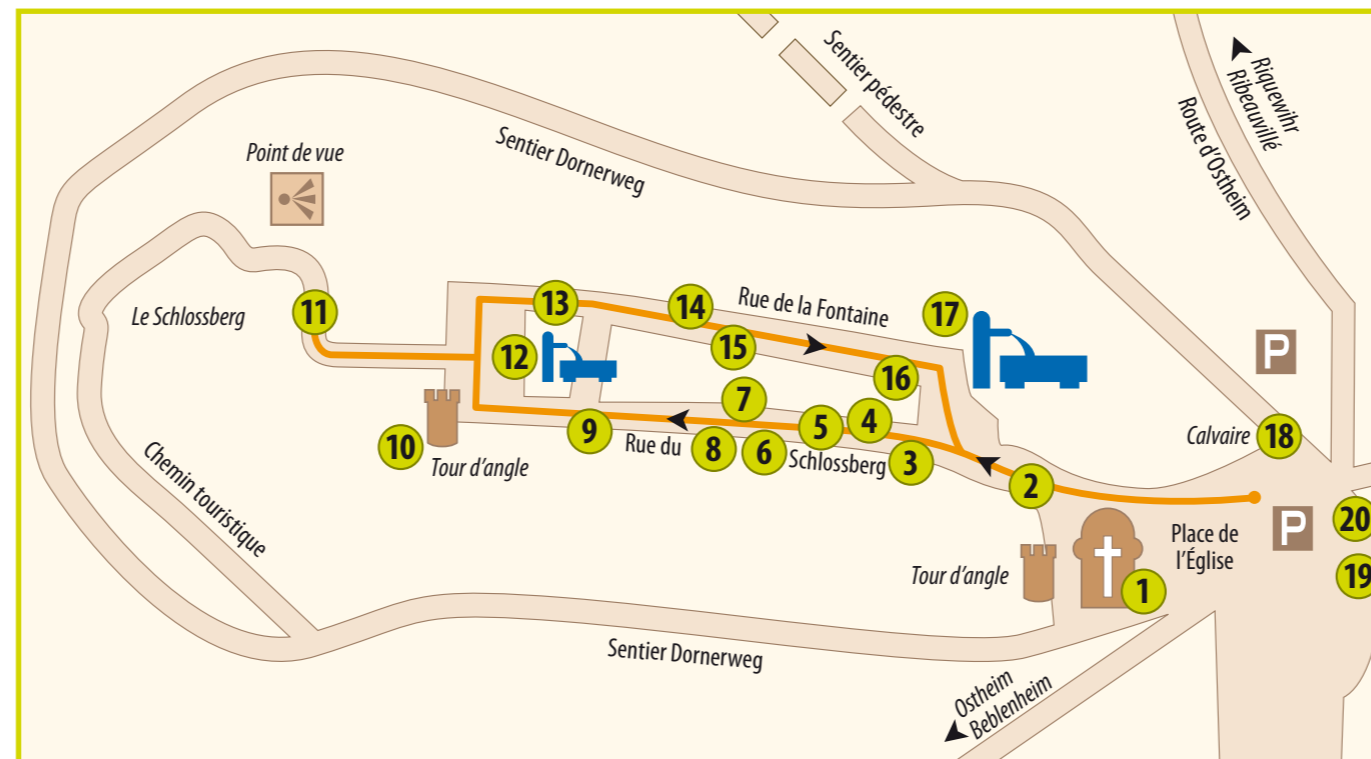 Sentier pédestre
Riquewihr
Ribeauvillé
Route d'Ostheim
Sentier Dornerweg
Point de vue
Le Schlossberg
11
13
14
Rue de la Fontaine
17
12
15
16
P
7
5
4
10
Tour d'angle
9
Rue du
8
6
Schlossberg
3
2
Calvaire
18
Chemin touristique
Place de
l'Église
P
20
19
Tour d'angle
1
Sentier Dornerweg
Ostheim
Beblenheim